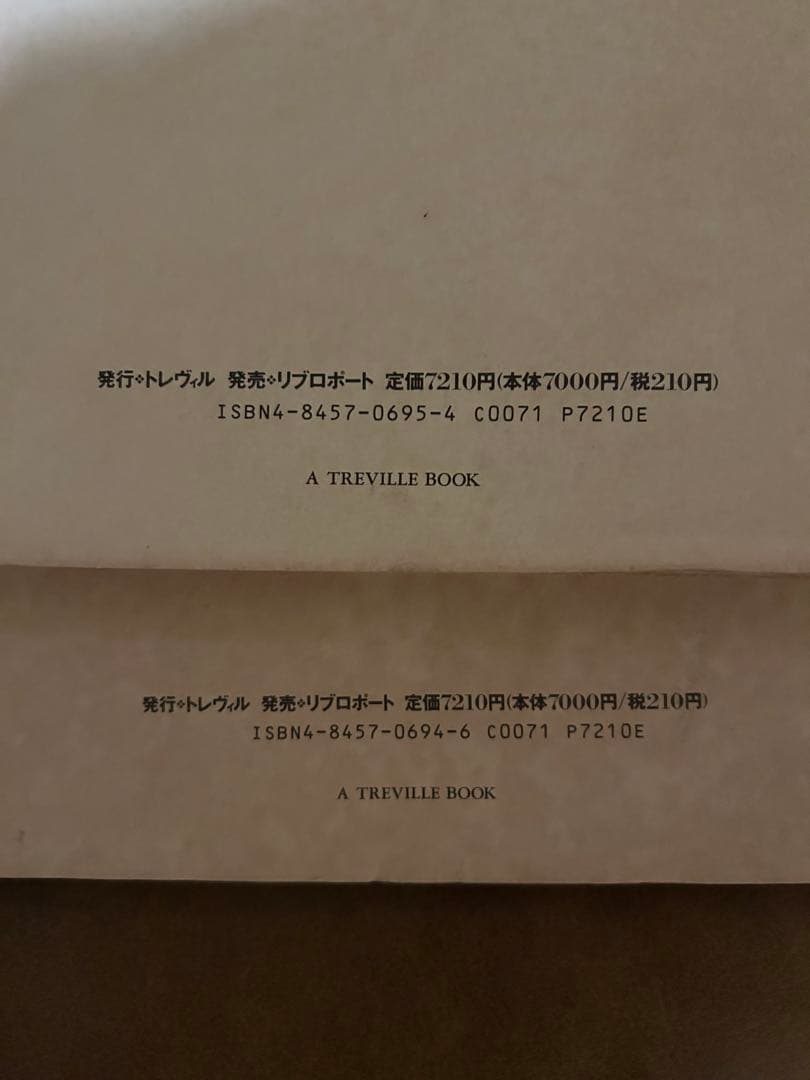 発行❖トレヴィル 発売❖リブロポート 定価7210円(本体7000円/税210円)
ISBN4-8457-0695-4 C0071 P7210E
A TREVILLE BOOK
発行❖トレヴィル 発売❖リブロポート 定価7210円(本体7000円/税210円)
ISBN4-8457-0694-6 C0071 P7210E
A TREVILLE BOOK